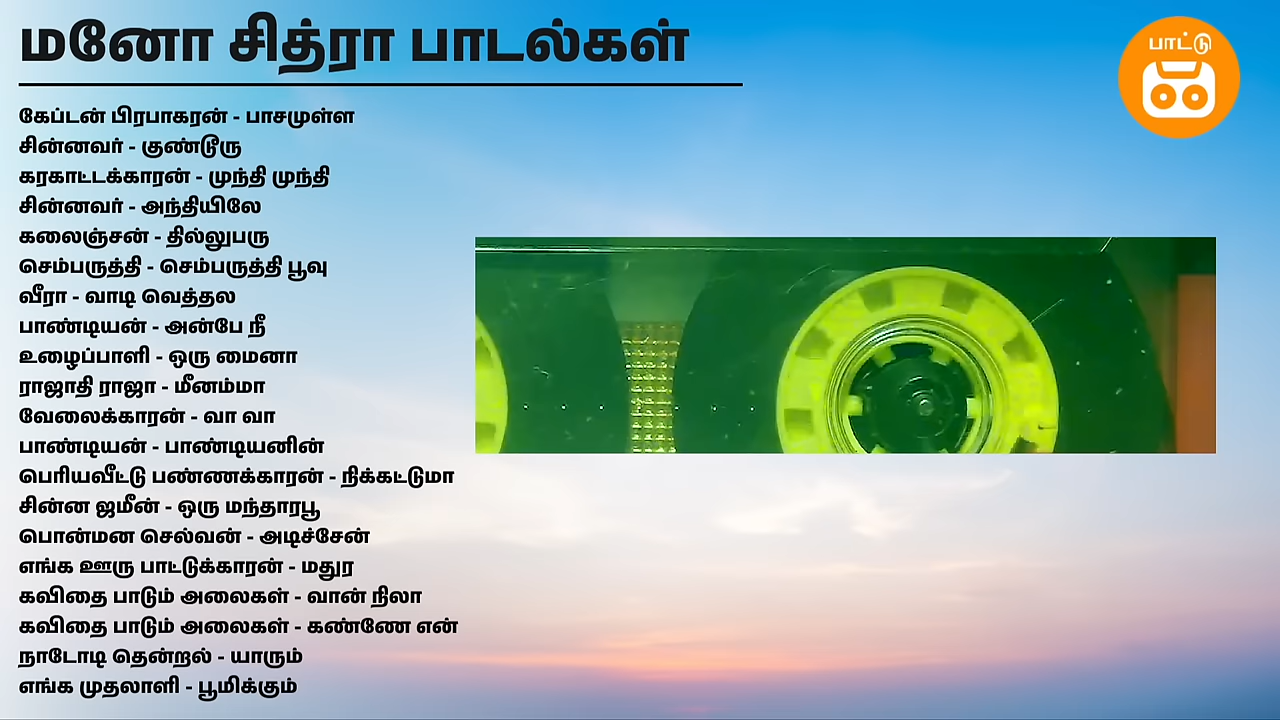 மனோ சித்ரா பாடல்கள்
பாட்டு
கேப்டன் பிரபாகரன் - பாசமுள்ள
சின்னவர் - குண்டூரு
கரகாட்டக்காரன் - முந்தி முந்தி
சின்னவர் - அந்தியிலே
கலைஞ்சன் - தில்லுபரு
செம்பருத்தி - செம்பருத்தி பூவு
வீரா - வாடி வெத்தல
பாண்டியன் - அன்பே நீ
உழைப்பாளி - ஒரு மைனா
ராஜாதி ராஜா - மீனம்மா
வேலைக்காரன் - வா வா
பாண்டியன் - பாண்டியனின்
பெரியவீட்டு பண்ணக்காரன் - நிக்கட்டுமா
சின்ன ஜமீன் - ஒரு மந்தாரபூ
பொன்மன செல்வன் - அடிச்சேன்
எங்க ஊரு பாட்டுக்காரன் - மதுர
கவிதை பாடும் அலைகள் - வான் நிலா
கவிதை பாடும் அலைகள் - கண்ணே என்
நாடோடி தென்றல் - யாரும்
எங்க முதலாளி - பூமிக்கும்